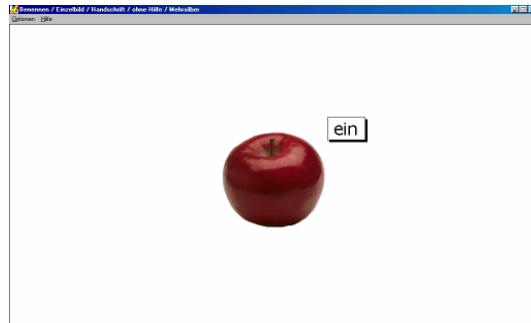 Benennen / Einzelbild / Handschrift / ohne Hilfe / Mehrsilber
Optionen Hilfe
ein